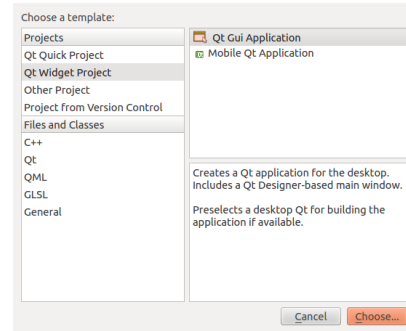 Choose a template:
Projects
Qt Quick Project
Qt Widget Project
Other Project
Project from Version Control
Files and Classes
C++
Qt
QML
GLSL
General
Qt Gui Application
Mobile Qt Application
Creates a Qt application for the desktop.
Includes a Qt Designer-based main window.
Preselects a desktop Qt for building the
application if available.
Cancel
Choose...